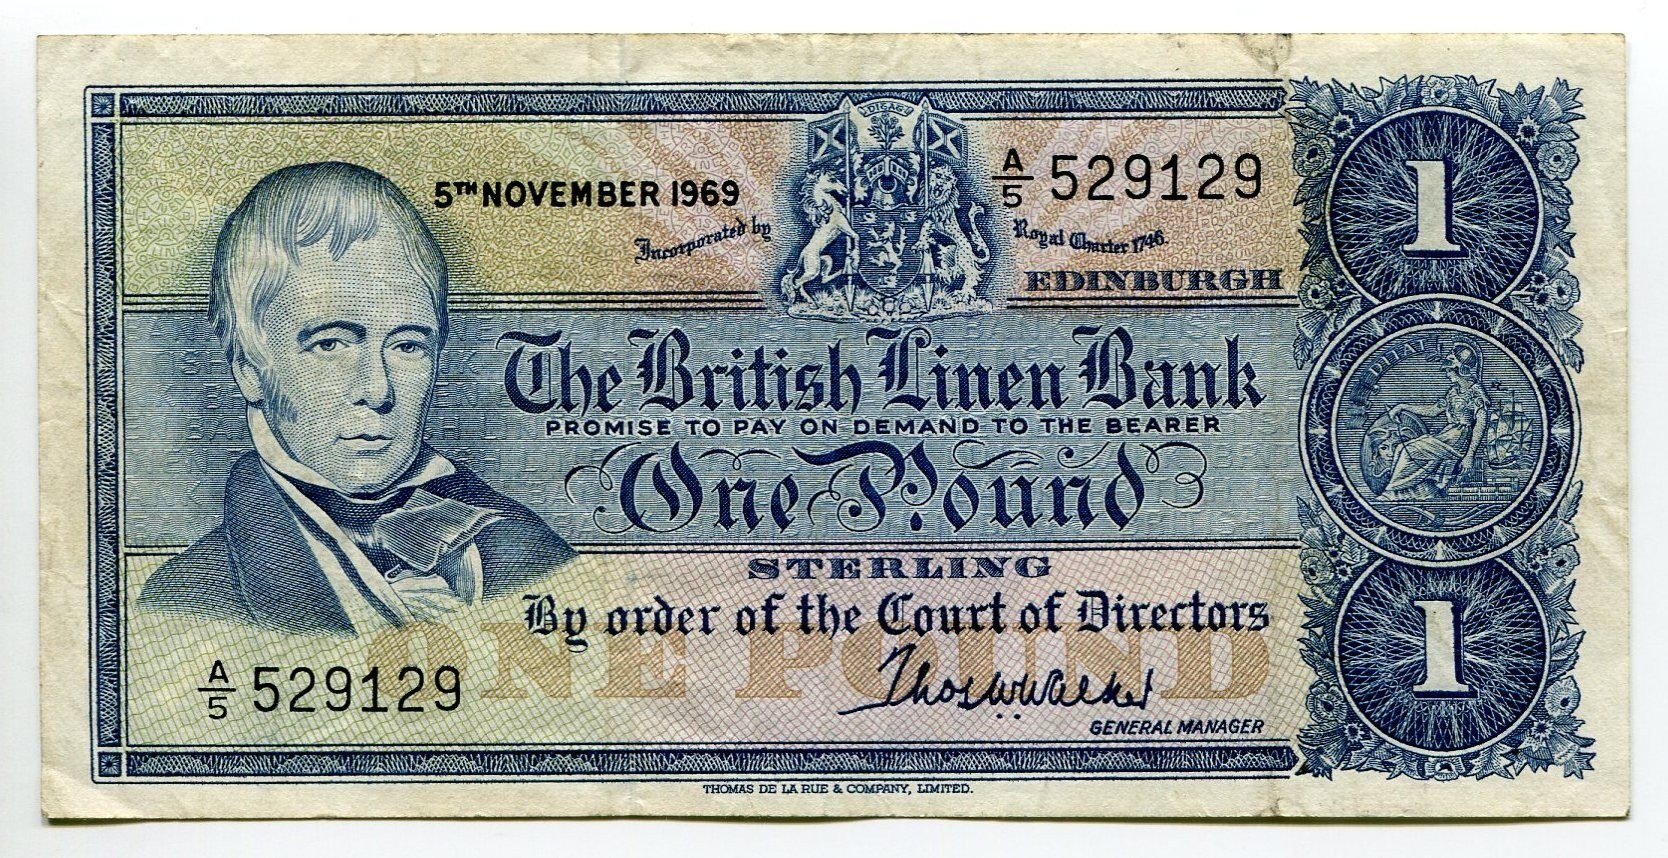 5TH NOVEMBER 1969
A/5 529129
Incorporated by
Royal Charter 1746.
EDINBURGH
1
The British Linen Bank
PROMISE TO PAY ON DEMAND TO THE BEARER
One Pound
STERLING
By order of the Court of Directors
ONE POUND
A/5 529129
Thos W Walker
GENERAL MANAGER
1
THOMAS DE LA RUE & COMPANY, LIMITED.